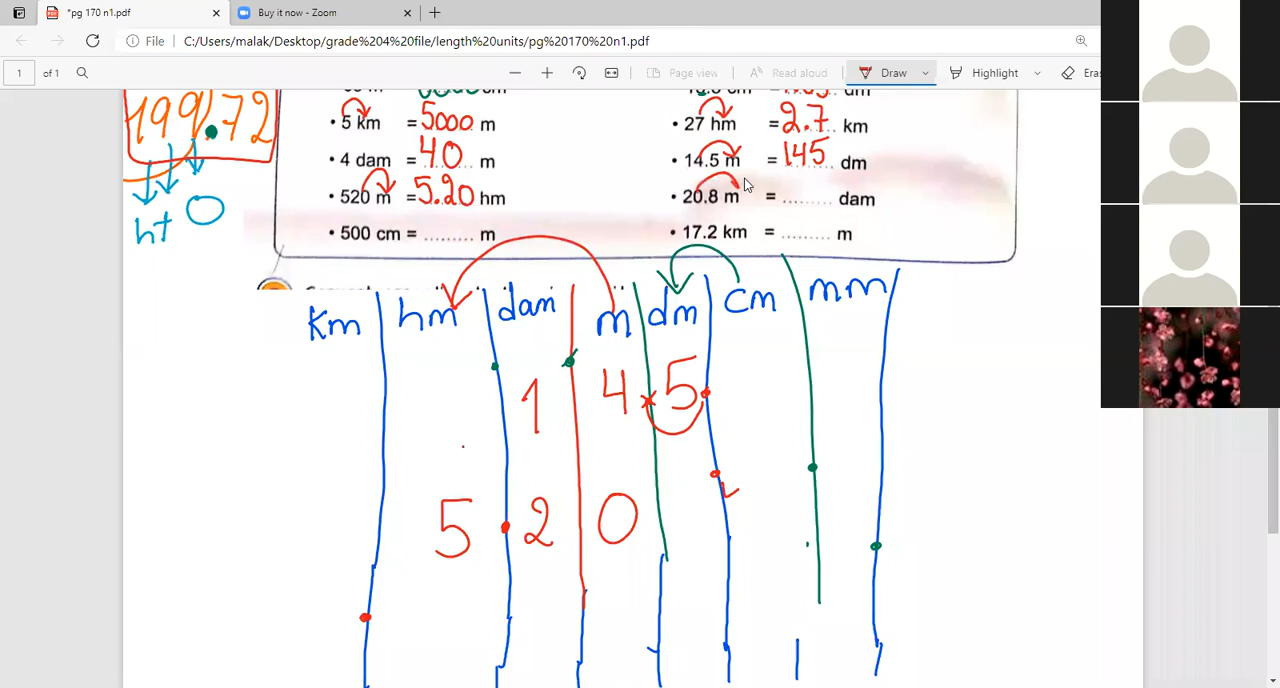 *pg 170 n1.pdf
Buy it now - Zoom
File
C:/Users/malak/Desktop/grade%204%20file/length%20units/pg%20170%20n1.pdf
1 of 1
Page view
Read aloud
Draw
Highlight
199.72
ht O
• 5 km = 5000 m
• 4 dam = 40 m
• 520 m = 5.20 hm
• 500 cm = ......... m
dm
• 27 hm = 2.7 km
• 14.5 m = 145 dm
• 20.8 m = ......... dam
• 17.2 km = ......... m
Km hm dam m dm cm mm
1 4 5
5 . 2 0